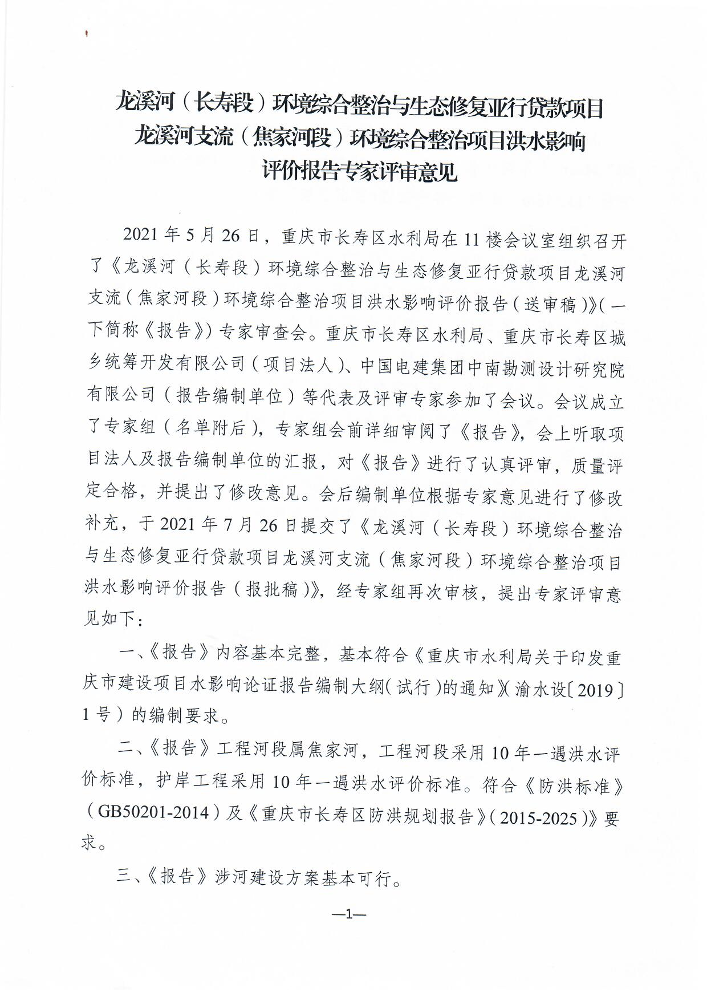 龙溪河（长寿段）环境综合整治与生态修复亚行贷款项目
龙溪河支流（焦家河段）环境综合整治项目洪水影响
评价报告专家评审意见
2021 年 5 月 26 日，重庆市长寿区水利局在 11 楼会议室组织召开
了《龙溪河（长寿段）环境综合整治与生态修复亚行贷款项目龙溪河
支流（焦家河段）环境综合整治项目洪水影响评价报告（送审稿）》（一
下简称《报告》）专家审查会。重庆市长寿区水利局、重庆市长寿区城
乡统筹开发有限公司（项目法人）、中国电建集团中南勘测设计研究院
有限公司（报告编制单位）等代表及评审专家参加了会议。会议成立
了专家组（名单附后），专家组会前详细审阅了《报告》，会上听取项
目法人及报告编制单位的汇报，对《报告》进行了认真评审，质量评
定合格，并提出了修改意见。会后编制单位根据专家意见进行了修改
补充，于 2021 年 7 月 26 日提交了《龙溪河（长寿段）环境综合整治
与生态修复亚行贷款项目龙溪河支流（焦家河段）环境综合整治项目
洪水影响评价报告（报批稿）》，经专家组再次审核，提出专家评审意
见如下：
一、《报告》内容基本完整，基本符合《重庆市水利局关于印发重
庆市建设项目水影响论证报告编制大纲（试行）的通知》（渝水设〔2019〕
1 号）的编制要求。
二、《报告》工程河段属焦家河，工程河段采用 10 年一遇洪水评
价标准，护岸工程采用 10 年一遇洪水评价标准。符合《防洪标准》
（GB50201-2014）及《重庆市长寿区防洪规划报告》（2015-2025）》要
求。
三、《报告》涉河建设方案基本可行。
—1—